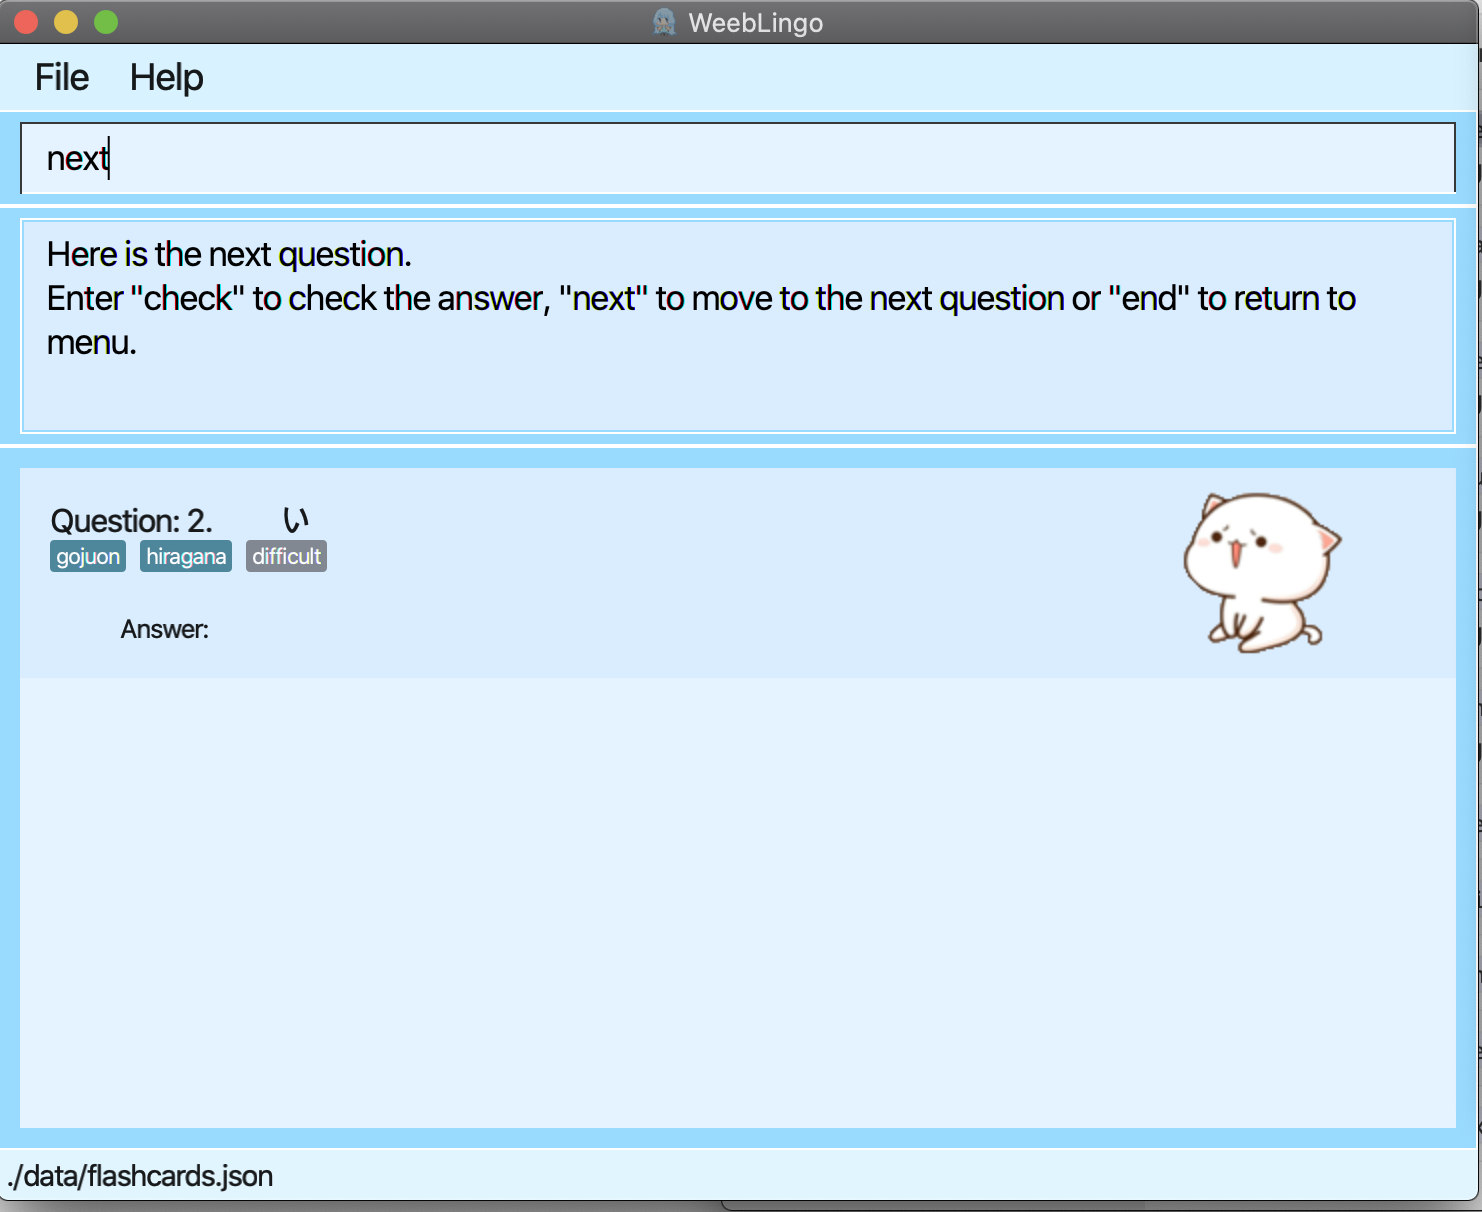 WeebLingo
File Help
next
Here is the next question.
Enter "check" to check the answer, "next" to move to the next question or "end" to return to
menu.
Question: 2. い
gojuon hiragana difficult
Answer:
./data/flashcards.json